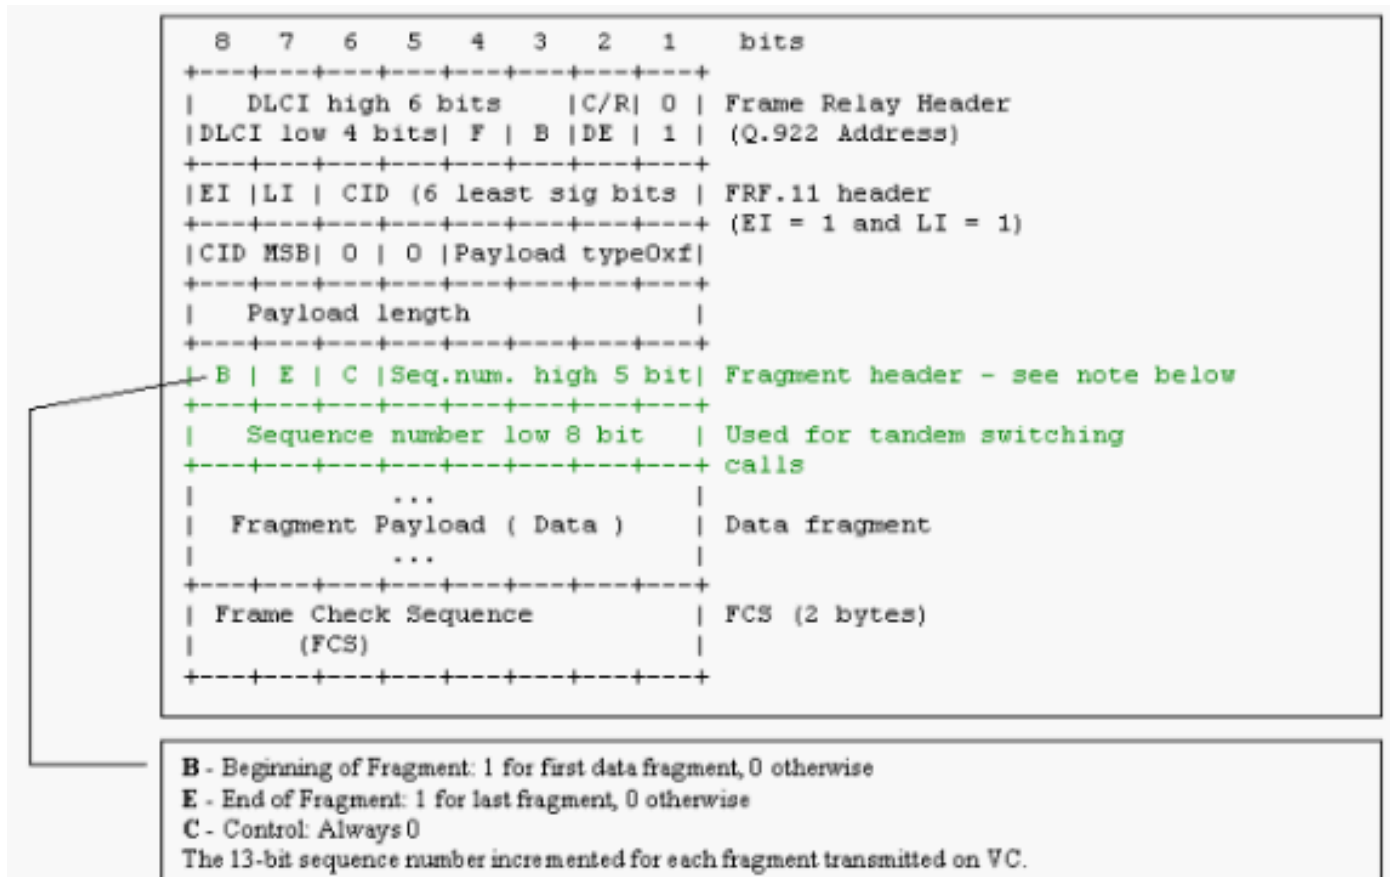 8 7 6 5 4 3 2 1 bits
+---+---+---+---+---+---+---+---+
| DLCI high 6 bits |C/R| 0 | Frame Relay Header
|DLCI low 4 bits| F | B |DE | 1 | (Q.922 Address)
+---+---+---+---+---+---+---+---+
|EI |LI | CID (6 least sig bits | FRF.11 header
+---+---+---+---+---+---+---+---+ (EI = 1 and LI = 1)
|CID MSB| 0 | 0 |Payload type0xf|
+---+---+---+---+---+---+---+---+
| Payload length |
+---+---+---+---+---+---+---+---+
| B | E | C |Seq.num. high 5 bit| Fragment header - see note below
+---+---+---+---+---+---+---+---+
| Sequence number low 8 bit | Used for tandem switching
+---+---+---+---+---+---+---+---+ calls
| ... |
| Fragment Payload ( Data ) | Data fragment
| ... |
+---+---+---+---+---+---+---+---+
| Frame Check Sequence | FCS (2 bytes)
| (FCS) |
+---+---+---+---+---+---+---+---+
B - Beginning of Fragment: 1 for first data fragment, 0 otherwise
E - End of Fragment: 1 for last fragment, 0 otherwise
C - Control: Always 0
The 13-bit sequence number incremented for each fragment transmitted on VC.